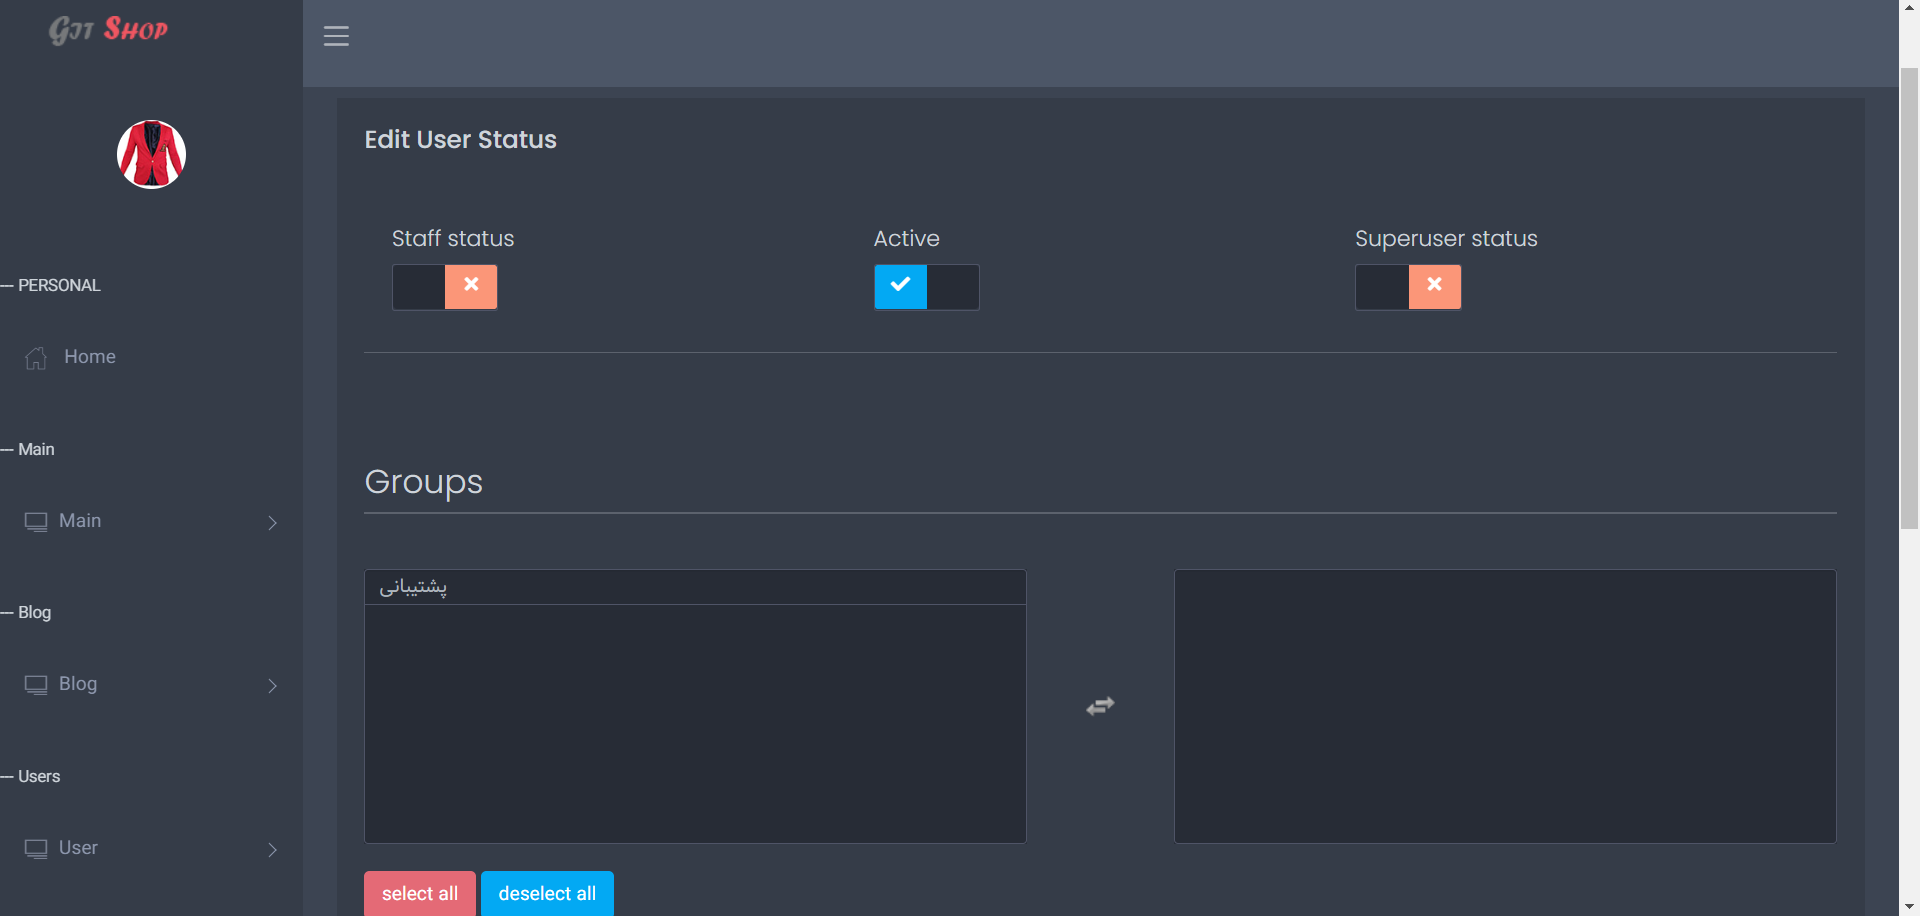 Git Shop
--- PERSONAL
Home
--- Main
Main
--- Blog
Blog
--- Users
User
Edit User Status
Staff status
Active
Superuser status
Groups
پشتیبانی
select all
deselect all